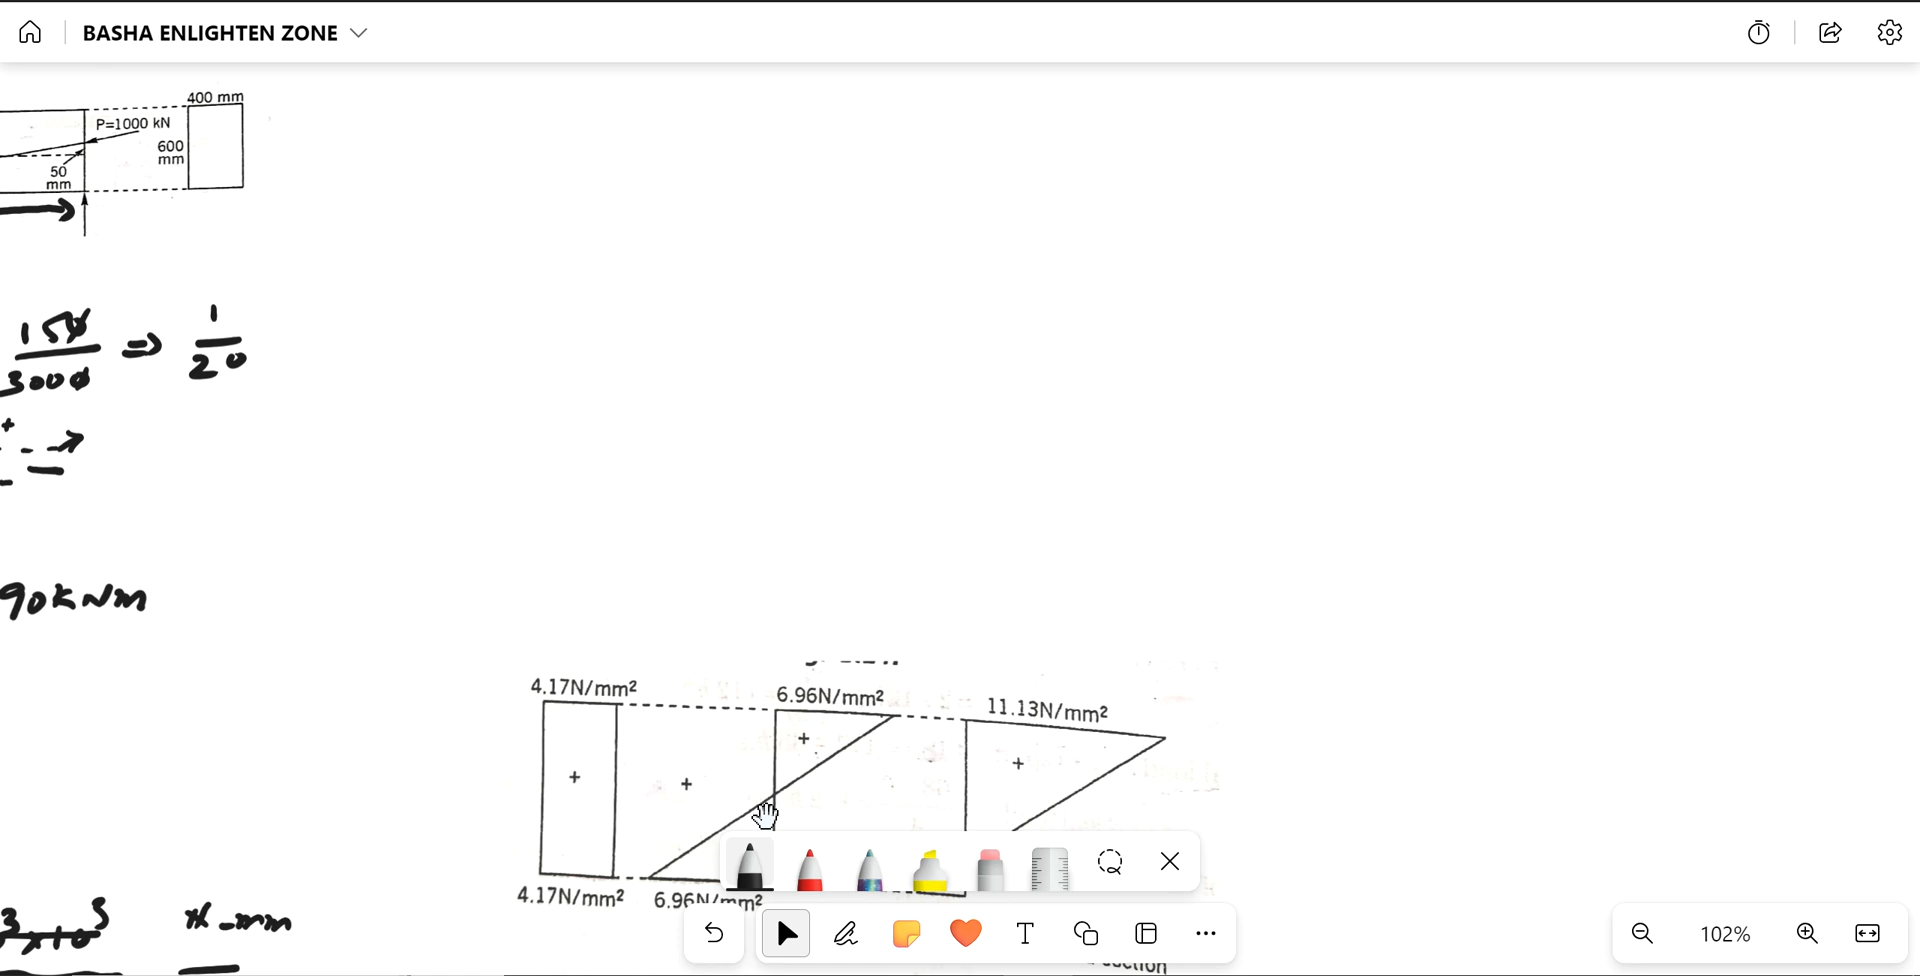 BASHA ENLIGHTEN ZONE
400 mm
P=1000 kN
600
mm
50
mm
150
3000
=> 1
20
+
- ->
90kNm
4.17N/mm²
6.96N/mm²
11.13N/mm²
+
+
+
+
4.17N/mm²
6.96N/mm²
102%